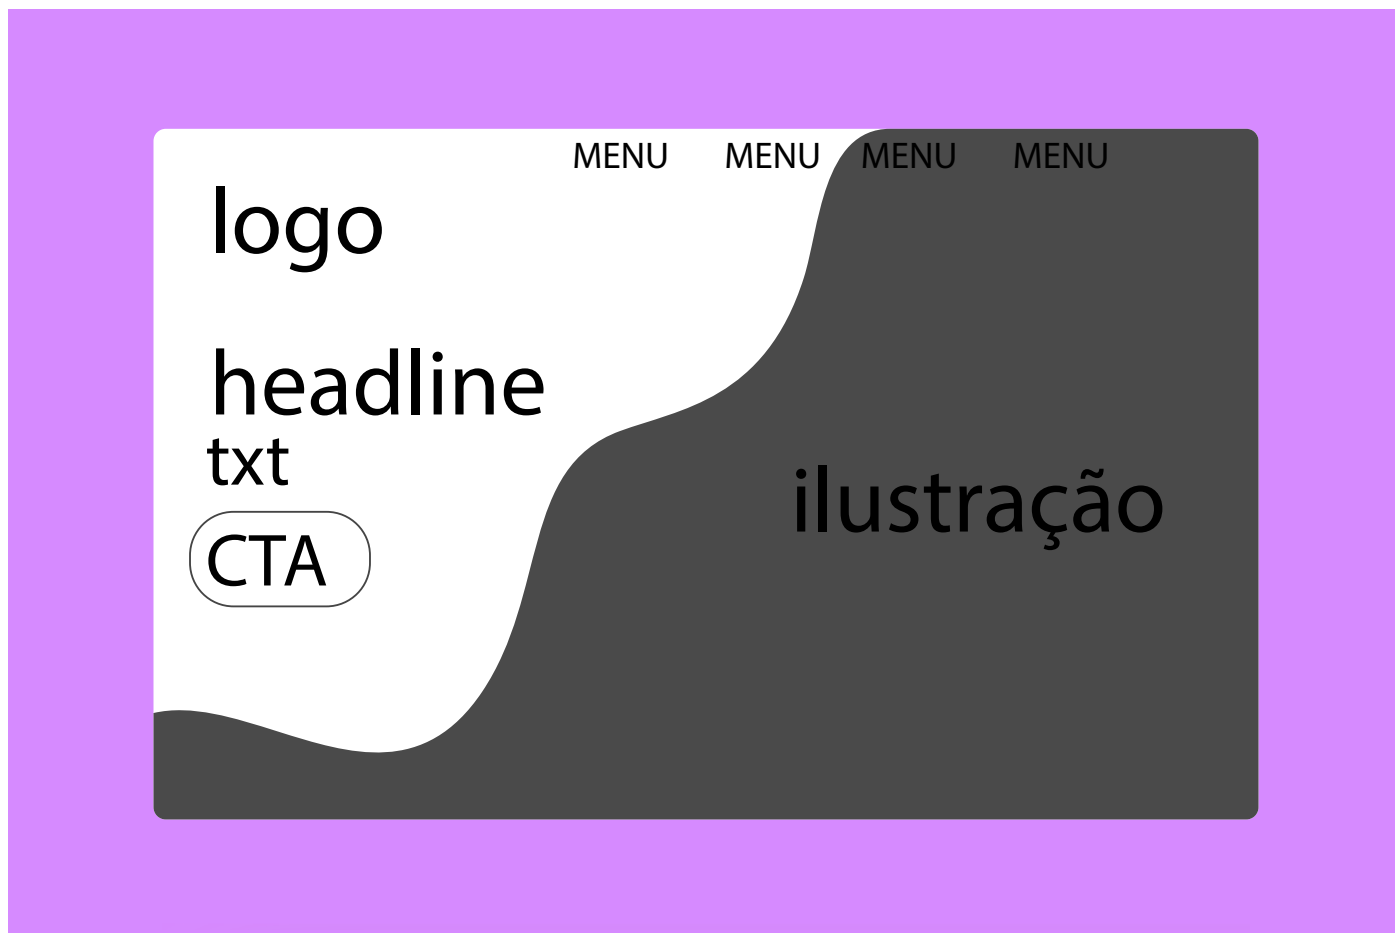 MENU MENU MENU MENU
logo
headline
txt
CTA
ilustração